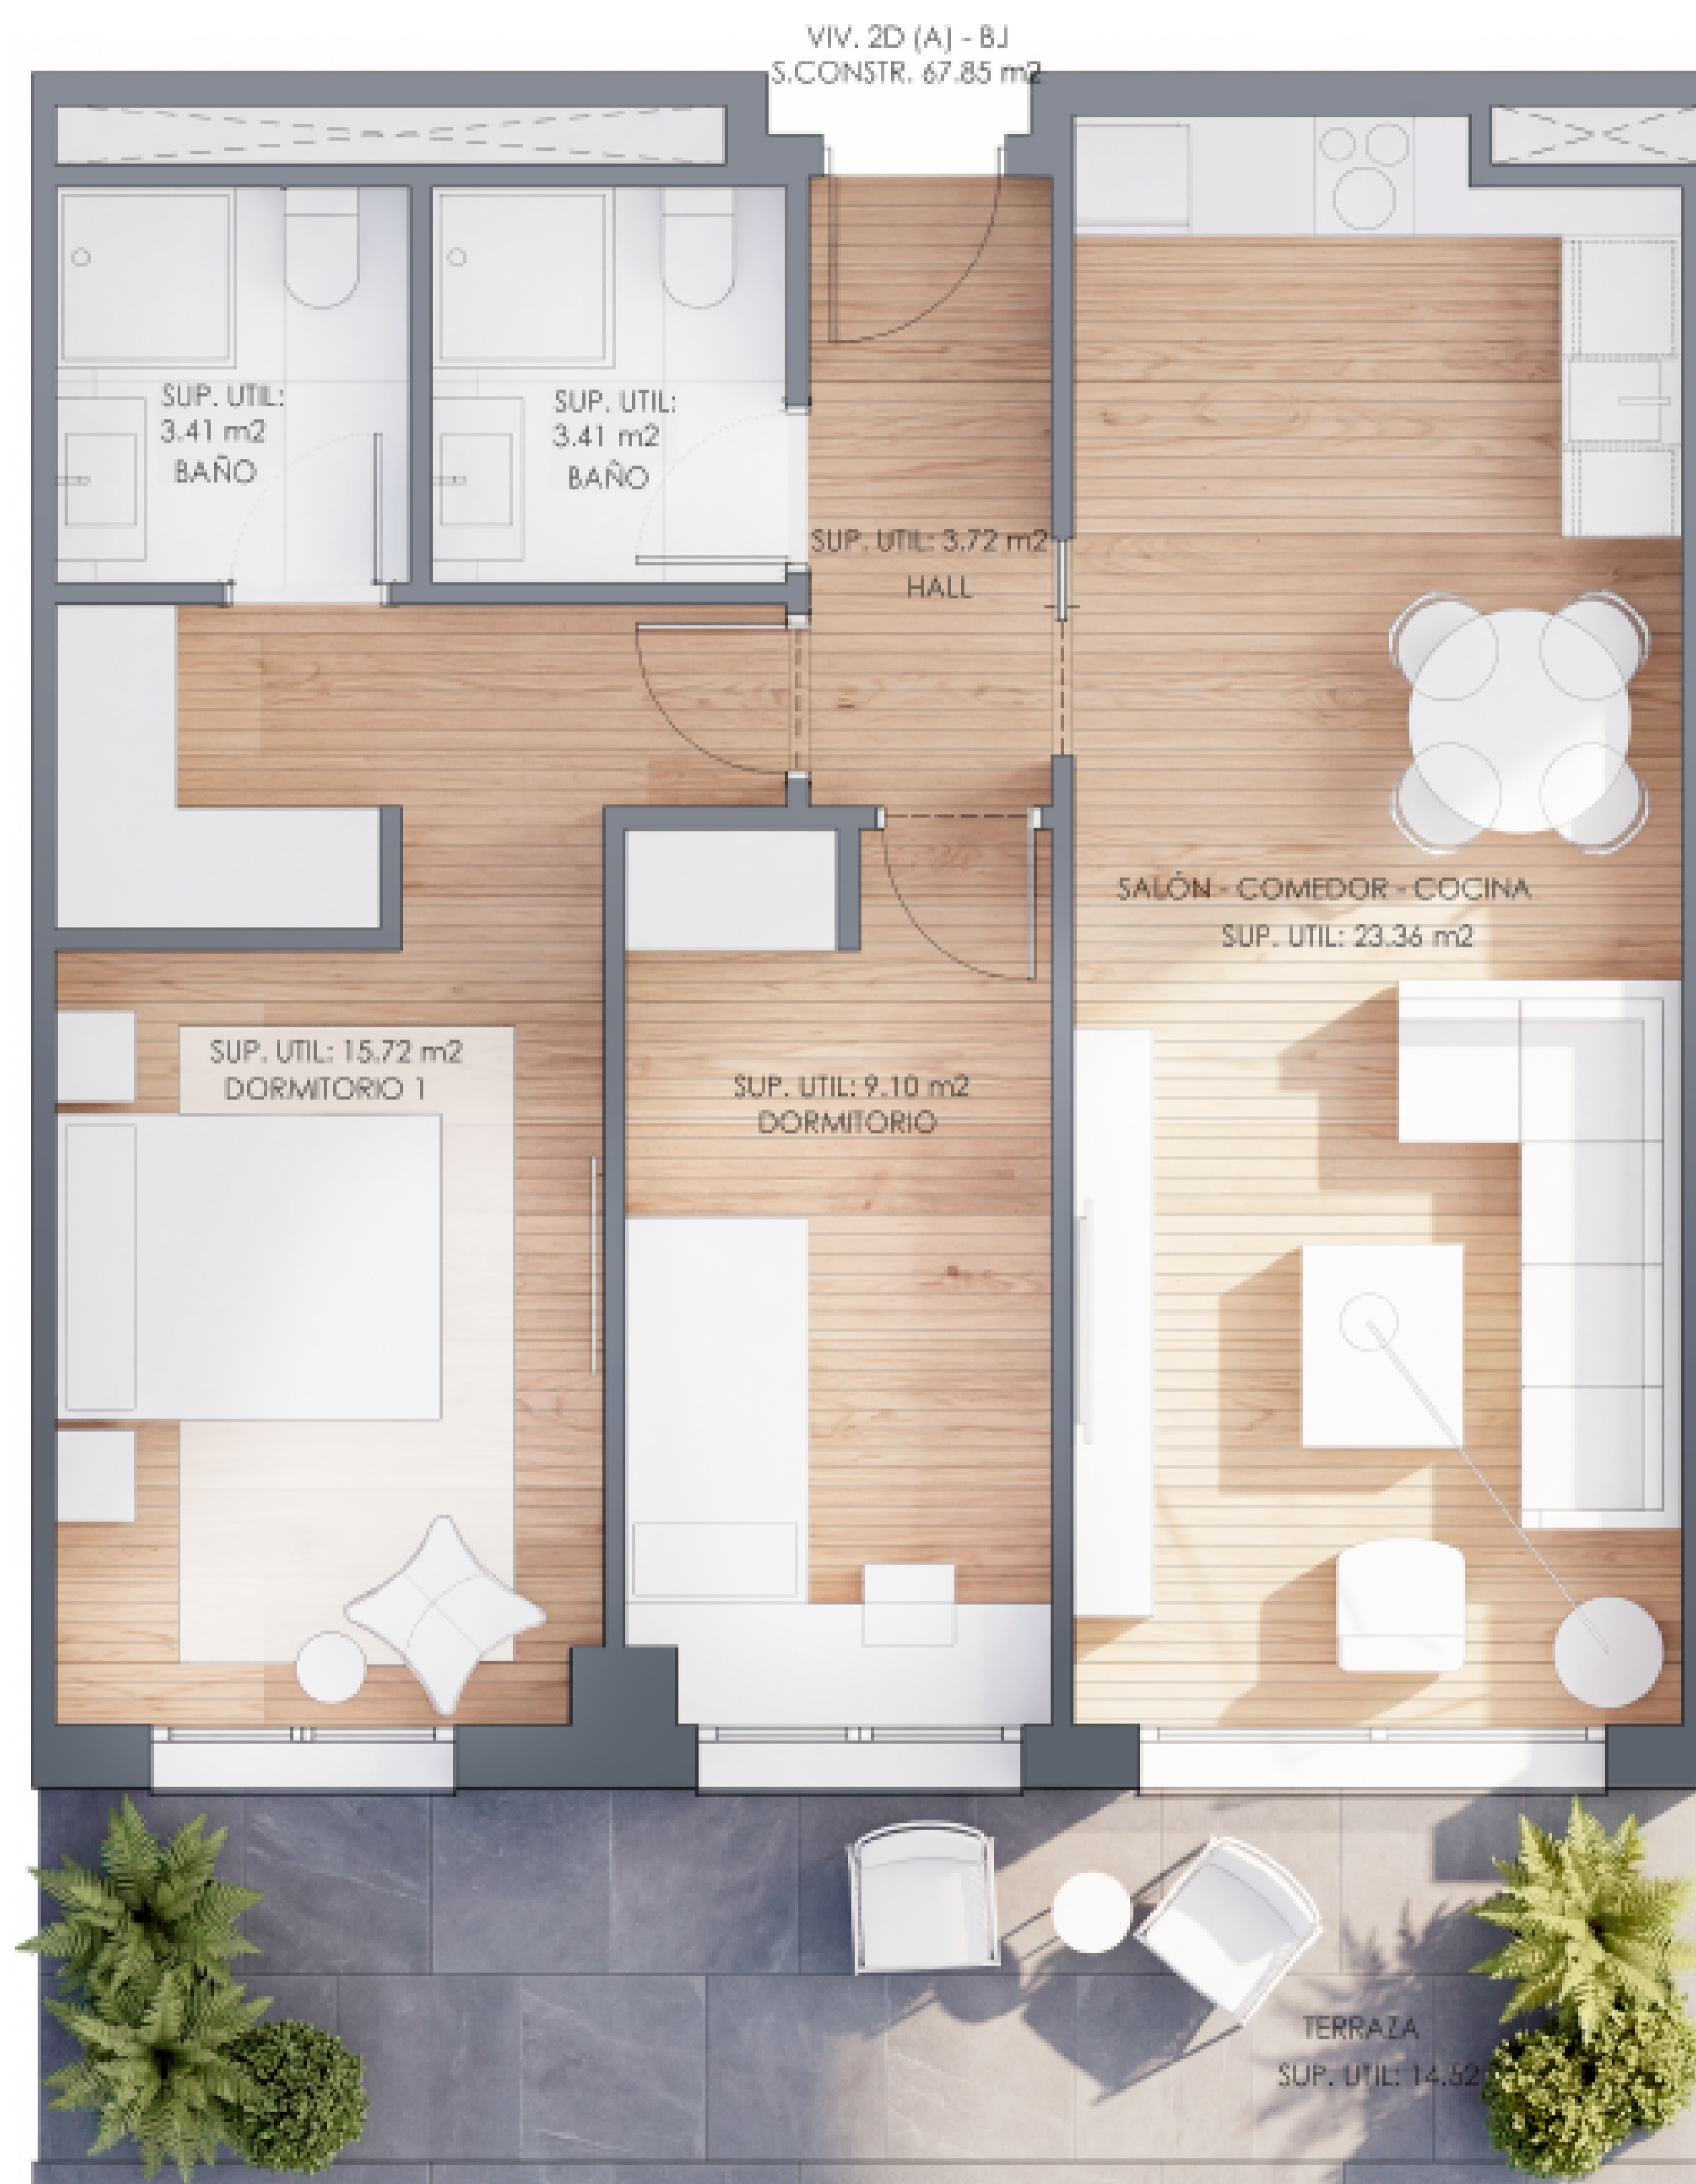 VIV. 2D (A) - BJ
S.CONSTR. 67.85 m2
SUP. UTIL:
3.41 m2
BAÑO
SUP. UTIL:
3.41 m2
BAÑO
SUP. UTIL: 3.72 m2
HALL
SALÓN - COMEDOR - COCINA
SUP. UTIL: 23.36 m2
SUP. UTIL: 15.72 m2
DORMITORIO 1
SUP. UTIL: 9.10 m2
DORMITORIO
TERRAZA
SUP. UTIL: 14.52